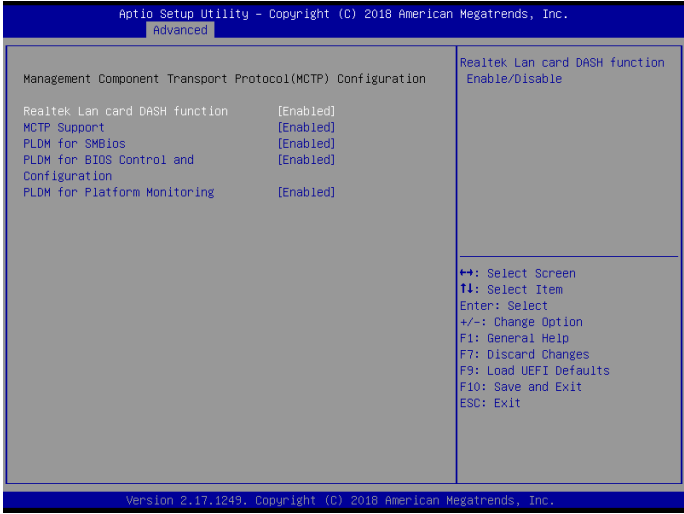 Aptio Setup Utility – Copyright (C) 2018 American Megatrends, Inc.
Advanced
Management Component Transport Protocol(MCTP) Configuration
Realtek Lan card DASH function [Enabled]
MCTP Support [Enabled]
PLDM for SMBios [Enabled]
PLDM for BIOS Control and [Enabled]
Configuration
PLDM for Platform Monitoring [Enabled]
Realtek Lan card DASH function
Enable/Disable
↔: Select Screen
↑↓: Select Item
Enter: Select
+/-: Change Option
F1: General Help
F7: Discard Changes
F9: Load UEFI Defaults
F10: Save and Exit
ESC: Exit
Version 2.17.1249. Copyright (C) 2018 American Megatrends, Inc.